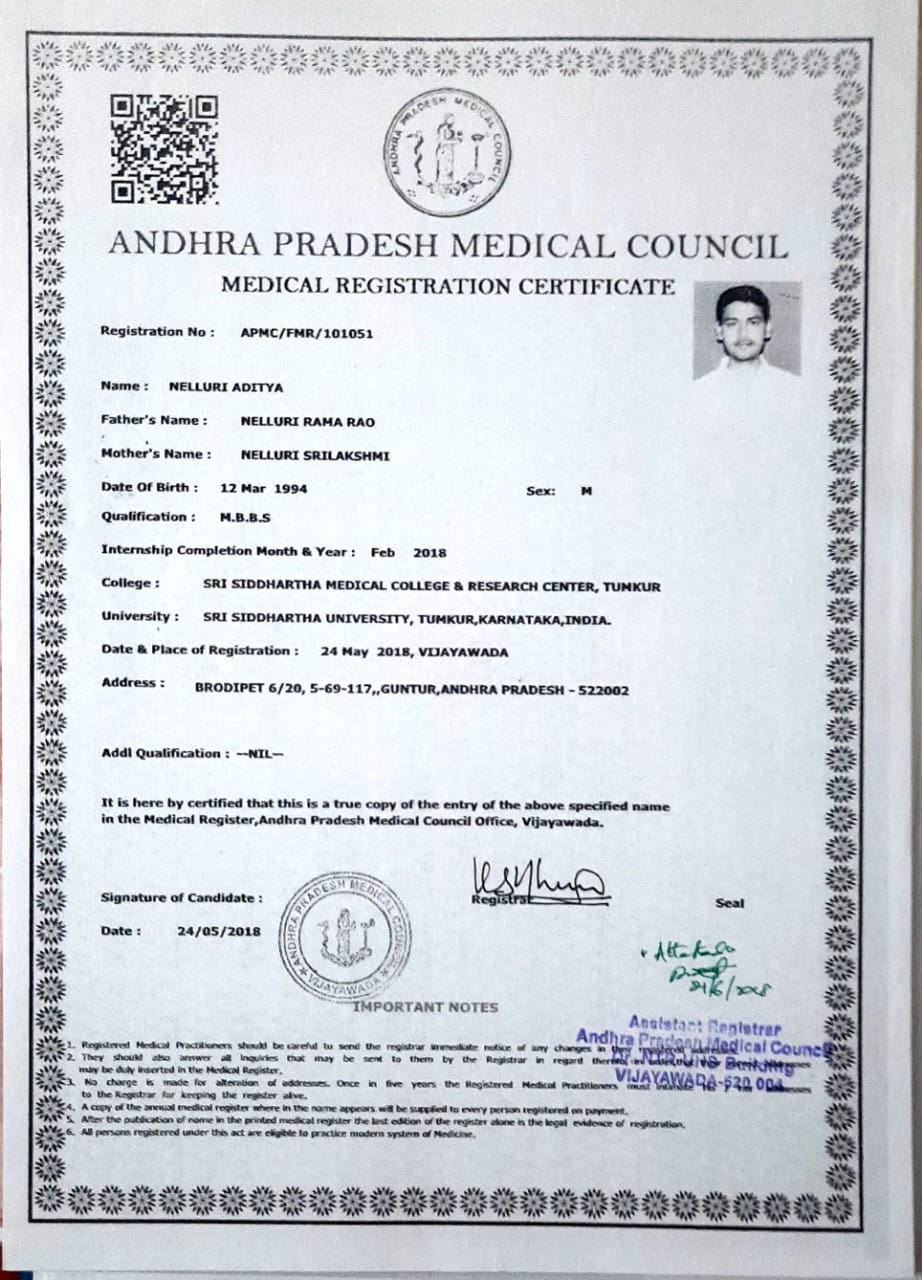 ANDHRA PRADESH MEDICAL COUNCIL
ANDHRA PRADESH MEDICAL COUNCIL
MEDICAL REGISTRATION CERTIFICATE
Registration No : APMC/FMR/101051
Name : NELLURI ADITYA
Father's Name : NELLURI RAMA RAO
Mother's Name : NELLURI SRILAKSHMI
Date Of Birth : 12 Mar 1994 Sex: M
Qualification : M.B.B.S
Internship Completion Month & Year : Feb 2018
College : SRI SIDDHARTHA MEDICAL COLLEGE & RESEARCH CENTER, TUMKUR
University : SRI SIDDHARTHA UNIVERSITY, TUMKUR,KARNATAKA,INDIA.
Date & Place of Registration : 24 May 2018, VIJAYAWADA
Address : BRODIPET 6/20, 5-69-117,,GUNTUR,ANDHRA PRADESH - 522002
Addl Qualification : --NIL--
It is here by certified that this is a true copy of the entry of the above specified name
in the Medical Register,Andhra Pradesh Medical Council Office, Vijayawada.
Signature of Candidate :
Registrar
Seal
Date : 24/05/2018
ANDHRA PRADESH MEDICAL COUNCIL
VIJAYAWADA
IMPORTANT NOTES
Assistant Registrar
Andhra Pradesh Medical Council
Building
VIJAYAWADA-520 004
1. Registered Medical Practitioners should be careful to send the registrar immediate notice of any changes in their registered
2. They should also answer all inquiries that may be sent to them by the Registrar in regard
may be duly inserted in the Medical Register.
3. No charge is made for alteration of addresses. Once in five years the Registered Medical Practitioners must
to the Registrar for keeping the register alive.
4. A copy of the annual medical register where in the name appears will be supplied to every person registered on payment.
5. After the publication of name in the printed medical register the last edition of the register alone is the legal evidence of registration.
6. All persons registered under this act are eligible to practice modern system of Medicine.